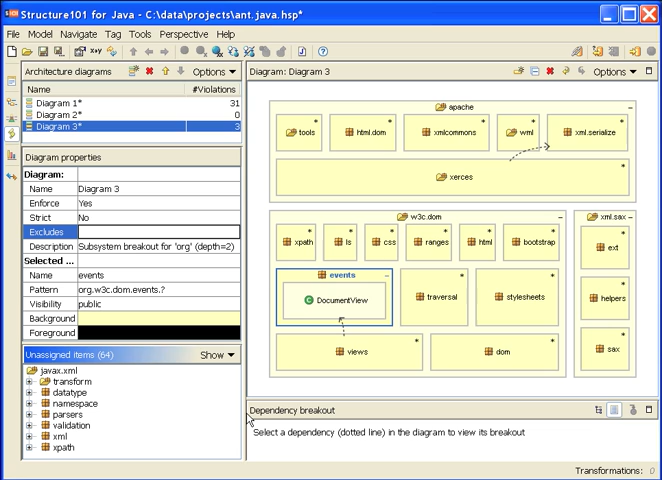 Structure101 for Java - C:\data\projects\ant.java.hsp*
File Model Navigate Tag Tools Perspective Help
Architecture diagrams
Options
Name #Violations
Diagram 1* 31
Diagram 2* 0
Diagram 3* 3
Diagram properties
Diagram:
Name Diagram 3
Enforce Yes
Strict No
Excludes
Description Subsystem breakout for 'org' (depth=2)
Selected ...
Name events
Pattern org.w3c.dom.events.?
Visibility public
Background
Foreground
Unassigned items (64) Show
javax.xml
transform
datatype
namespace
parsers
validation
xml
xpath
Diagram: Diagram 3
Options
apache
tools html.dom xmlcommons wml xml.serialize
xerces
w3c.dom
xpath ls css ranges html bootstrap
events
DocumentView
traversal stylesheets
views dom
xml.sax
ext
helpers
sax
Dependency breakout
Select a dependency (dotted line) in the diagram to view its breakout
Transformations: 0